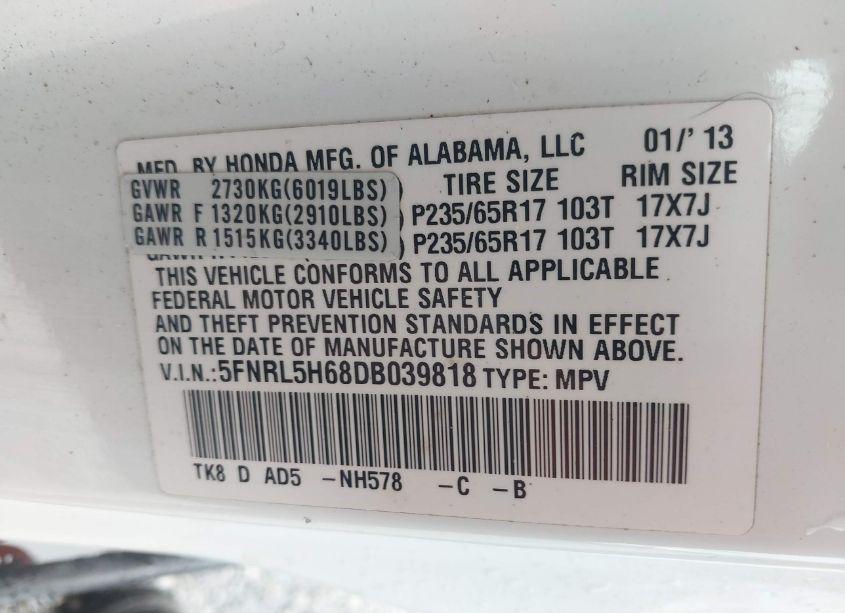 MFD. BY HONDA MFG. OF ALABAMA, LLC 01/'13
GVWR 2730KG(6019LBS) TIRE SIZE RIM SIZE
GAWR F 1320KG(2910LBS) P235/65R17 103T 17X7J
GAWR R 1515KG(3340LBS) P235/65R17 103T 17X7J
THIS VEHICLE CONFORMS TO ALL APPLICABLE
FEDERAL MOTOR VEHICLE SAFETY
AND THEFT PREVENTION STANDARDS IN EFFECT
ON THE DATE OF MANUFACTURE SHOWN ABOVE.
V.I.N.:5FNRL5H68DB039818 TYPE: MPV
TK8 D AD5 -NH578 -C -B